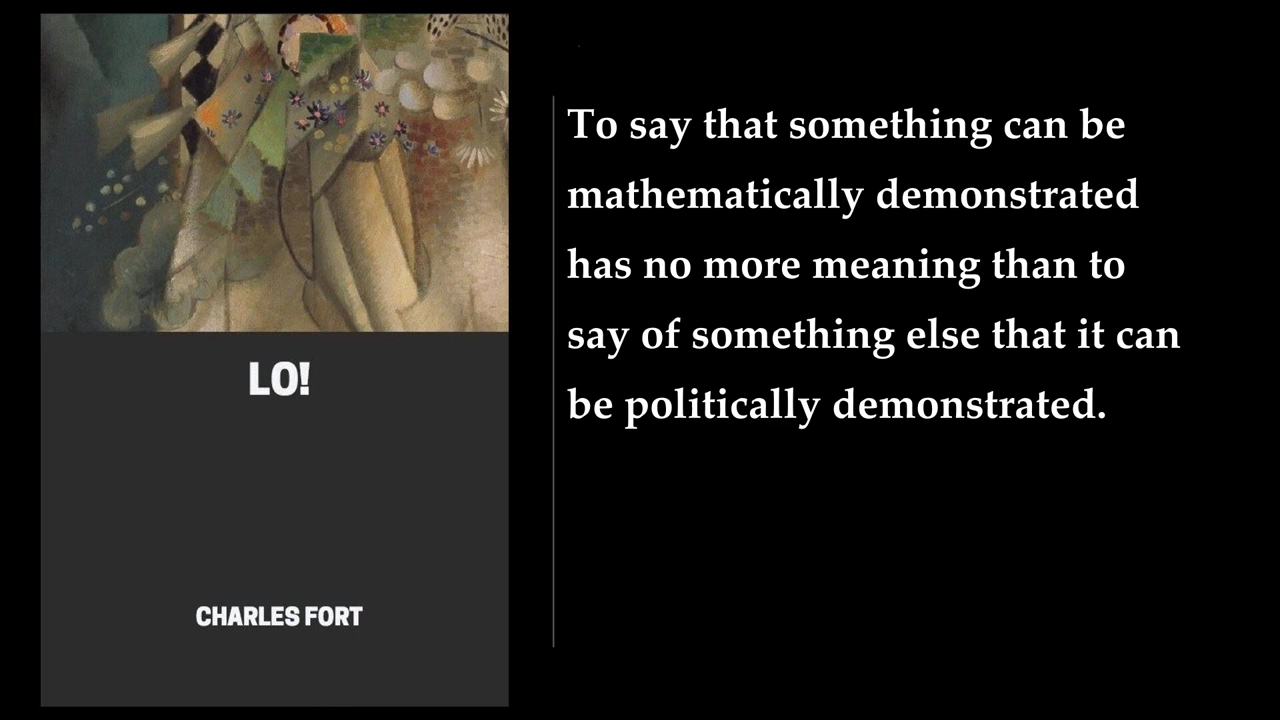 LO!
CHARLES FORT
To say that something can be
mathematically demonstrated
has no more meaning than to
say of something else that it can
be politically demonstrated.